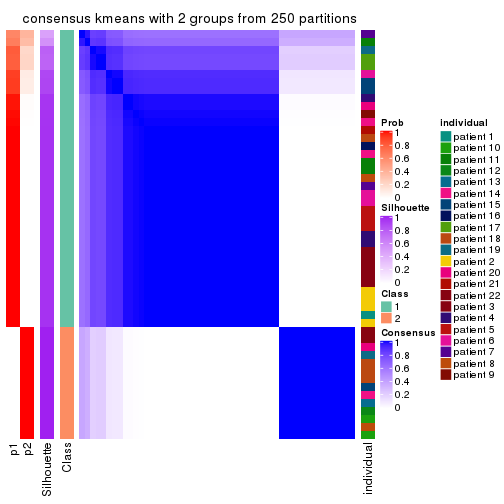 consensus kmeans with 2 groups from 250 partitions
p1
p2
Silhouette
Class
individual
Prob
1
0.8
0.6
0.4
0.2
0
Silhouette
1
0.8
0.6
0.4
0.2
0
Class
1
2
Consensus
1
0.8
0.6
0.4
0.2
0
individual
patient 1
patient 10
patient 11
patient 12
patient 13
patient 14
patient 15
patient 16
patient 17
patient 18
patient 19
patient 2
patient 20
patient 21
patient 22
patient 3
patient 4
patient 5
patient 6
patient 7
patient 8
patient 9